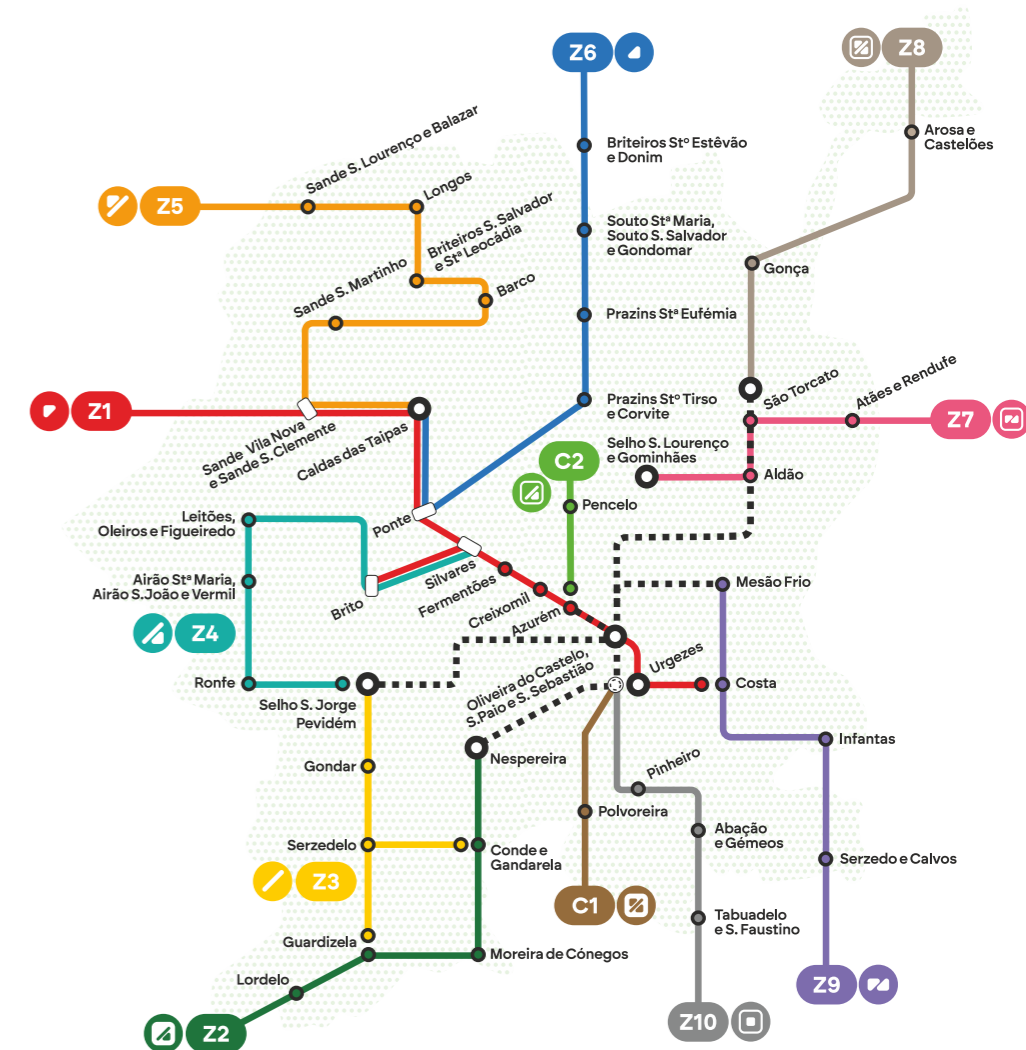 Z6
Z8
Arosa e
Castelões
Sande S. Lourenço e Balazar
Briteiros Stº Estêvão
e Donim
Z5
Longos
Briteiros S. Salvador
e Stª Leocádia
Souto Stª Maria,
Souto S. Salvador
e Gondomar
Gonça
Sande S. Martinho
Barco
Prazins Stª Eufémia
Z1
Sande Vila Nova
e Sande S. Clemente
Caldas das Taipas
Prazins Stº Tirso
e Corvite
São Torcato
Atães e Rendufe
Z7
Selho S. Lourenço
e Gominhães
C2
Aldão
Pencelo
Leitões,
Oleiros e Figueiredo
Ponte
Silvares
Fermentões
Airão Stª Maria,
Airão S.João e Vermil
Brito
Creixomil
Azurém
Mesão Frio
Z4
Ronfe
Selho S. Jorge
Pevidém
Oliveira do Castelo,
S.Paio e S. Sebastião
Urgezes
Costa
Infantas
Nespereira
Gondar
Pinheiro
Polvoreira
Abação
e Gémeos
Serzedelo
Conde e
Gandarela
Serzedo e Calvos
Z3
C1
Tabuadelo
e S. Faustino
Guardizela
Moreira de Cónegos
Lordelo
Z9
Z2
Z10